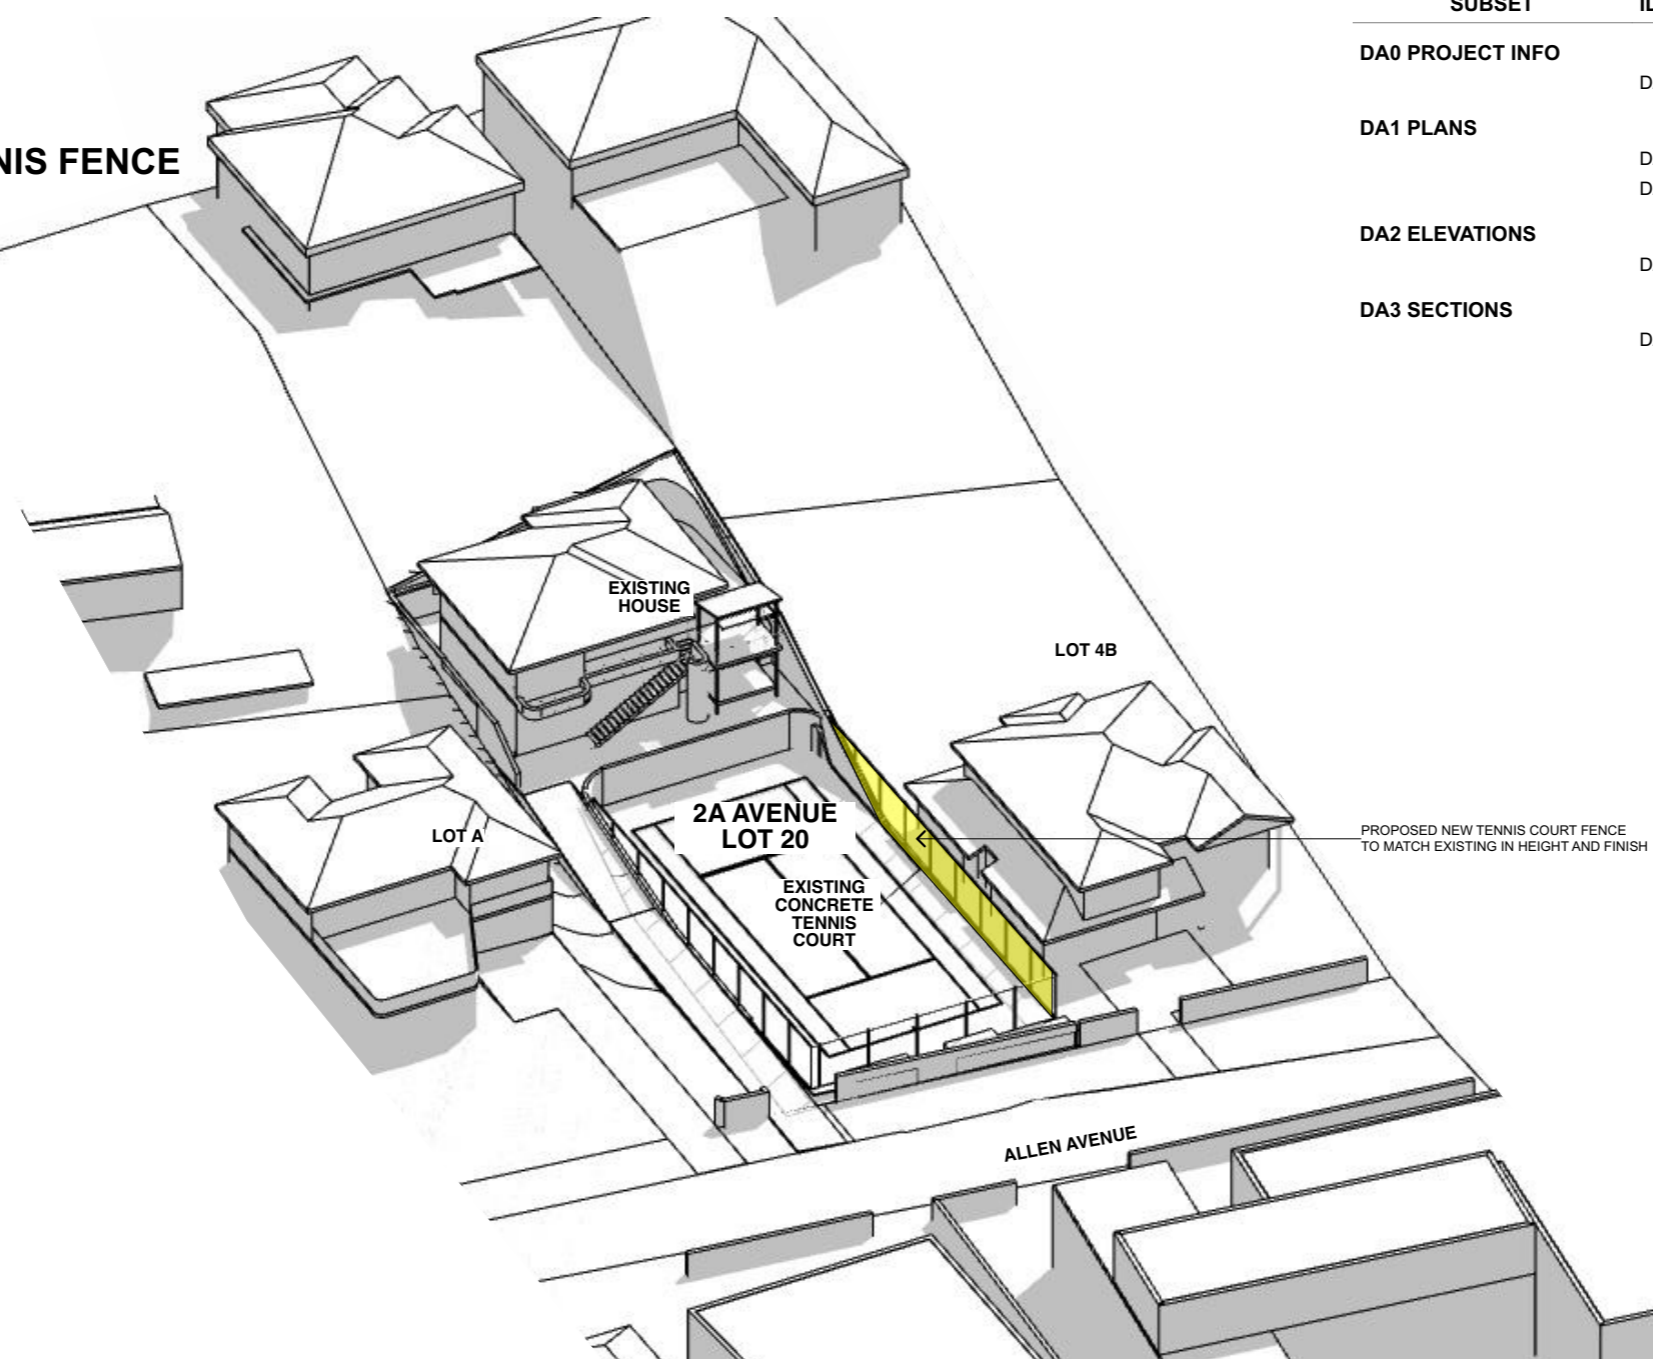 SUBSET
DA0 PROJECT INFO
D
DA1 PLANS
D
D
DA2 ELEVATIONS
D
DA3 SECTIONS
D
FENCE
EXISTING
HOUSE
LOT 4B
2A AVENUE
LOT 20
LOT A
PROPOSED NEW TENNIS COURT FENCE
TO MATCH EXISTING IN HEIGHT AND FINISH
EXISTING
CONCRETE
TENNIS
COURT
ALLEN AVENUE